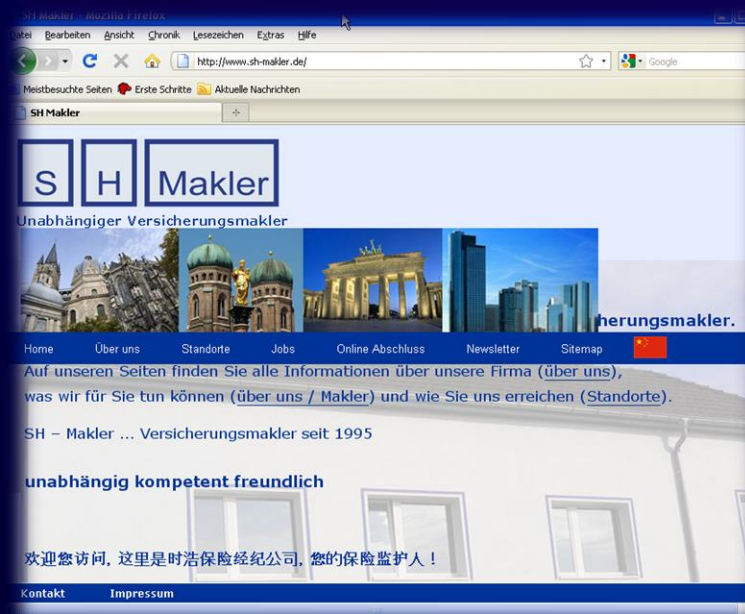 SH Makler - Mozilla Firefox
Datei Bearbeiten Ansicht Chronik Lesezeichen Extras Hilfe
http://www.sh-makler.de/
Google
Meistbesuchte Seiten Erste Schritte Aktuelle Nachrichten
SH Makler
S H Makler
Unabhängiger Versicherungsmakler
herungsmakler.
Home Über uns Standorte Jobs Online Abschluss Newsletter Sitemap
Auf unseren Seiten finden Sie alle Informationen über unsere Firma (über uns),
was wir für Sie tun können (über uns / Makler) und wie Sie uns erreichen (Standorte).
SH – Makler ... Versicherungsmakler seit 1995
unabhängig kompetent freundlich
欢迎您访问, 这里是时浩保险经纪公司, 您的保险监护人！
Kontakt Impressum